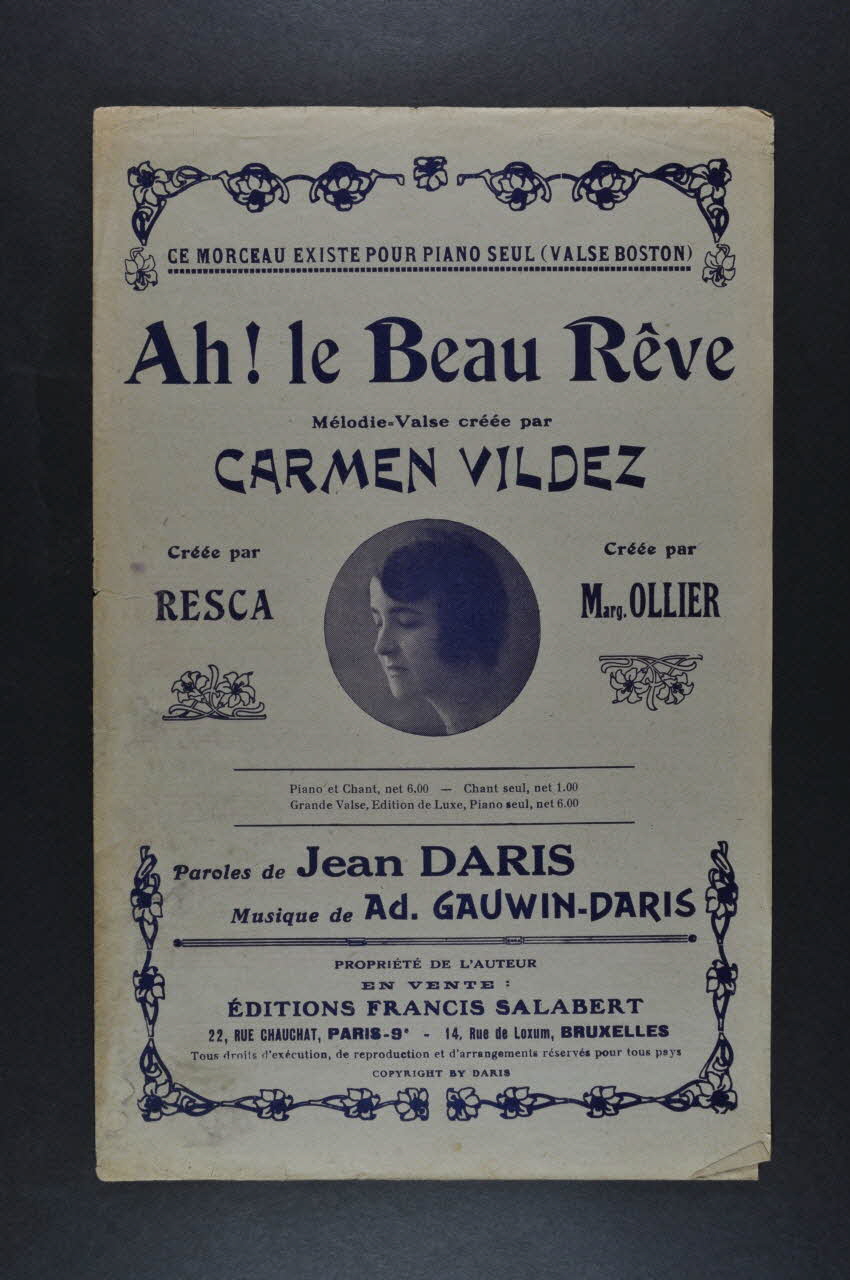 CE MORCEAU EXISTE POUR PIANO SEUL (VALSE BOSTON)
Ah! le Beau Rêve
Mélodie-Valse créée par
CARMEN VILDEZ
Créée par
RESCA
Créée par
Marg. OLLIER
Piano et Chant, net 6.00 — Chant seul, net 1.00
Grande Valse, Edition de Luxe, Piano seul, net 6.00
Paroles de Jean DARIS
Musique de Ad. GAUWIN-DARIS
PROPRIÉTÉ DE L'AUTEUR
EN VENTE :
ÉDITIONS FRANCIS SALABERT
22, RUE CHAUCHAT, PARIS-9e - 14, Rue de Loxum, BRUXELLES
Tous droits d'exécution, de reproduction et d'arrangements réservés pour tous pays
COPYRIGHT BY DARIS